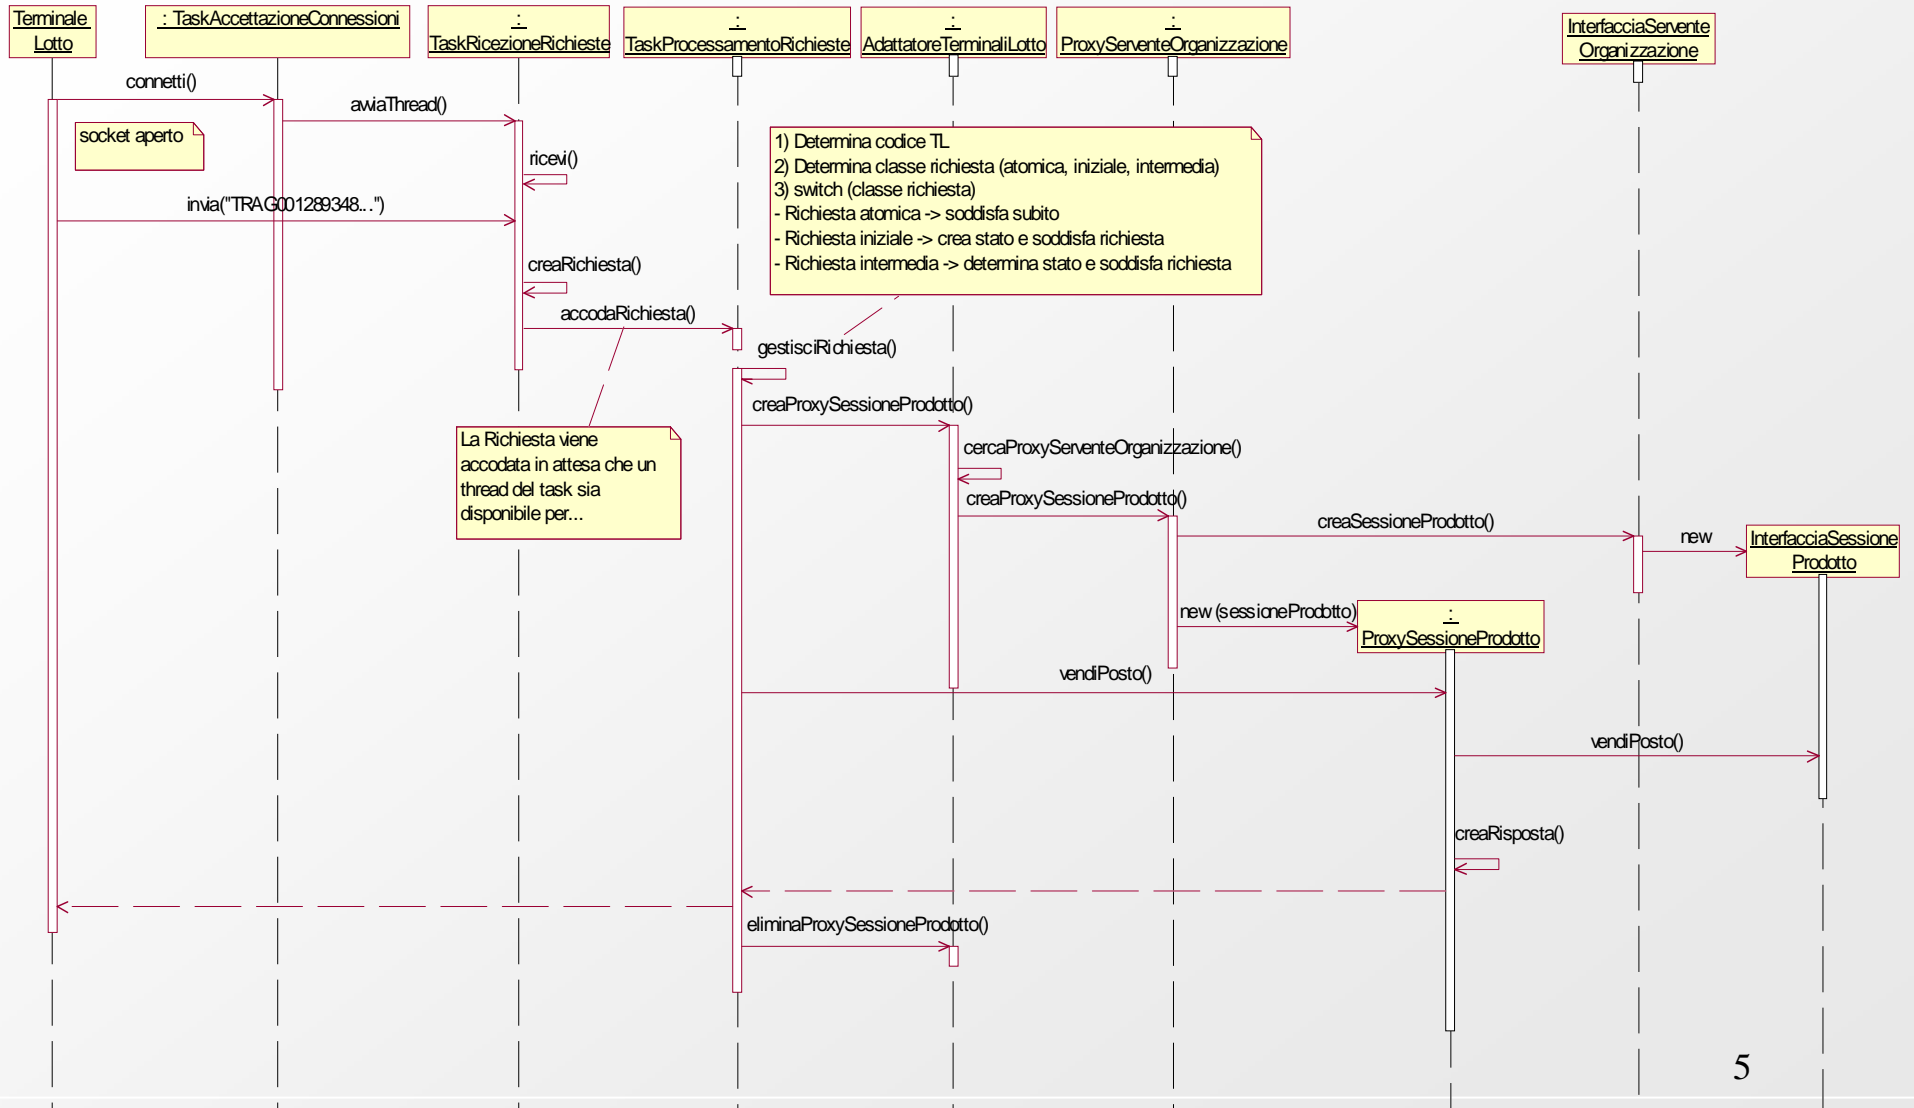 Terminale
Lotto
: TaskAccettazioneConnessioni
:
TaskRicezioneRichieste
:
TaskProcessamentoRichieste
:
AdattatoreTerminaliLotto
:
ProxyServenteOrganizzazione
InterfacciaServente
Organizzazione
connetti()
avviaThread()
socket aperto
ricevi()
1) Determina codice TL
2) Determina classe richiesta (atomica, iniziale, intermedia)
3) switch (classe richiesta)
- Richiesta atomica -> soddisfa subito
- Richiesta iniziale -> crea stato e soddisfa richiesta
- Richiesta intermedia -> determina stato e soddisfa richiesta
invia("TRAG001289348...")
creaRichiesta()
accodaRichiesta()
gestisciRichiesta()
creaProxySessioneProdotto()
La Richiesta viene
accodata in attesa che un
thread del task sia
disponibile per...
cercaProxyServenteOrganizzazione()
creaProxySessioneProdotto()
creaSessioneProdotto()
new
InterfacciaSessione
Prodotto
new (sessioneProdotto)
:
ProxySessioneProdotto
vendiPosto()
vendiPosto()
creaRisposta()
eliminaProxySessioneProdotto()
5